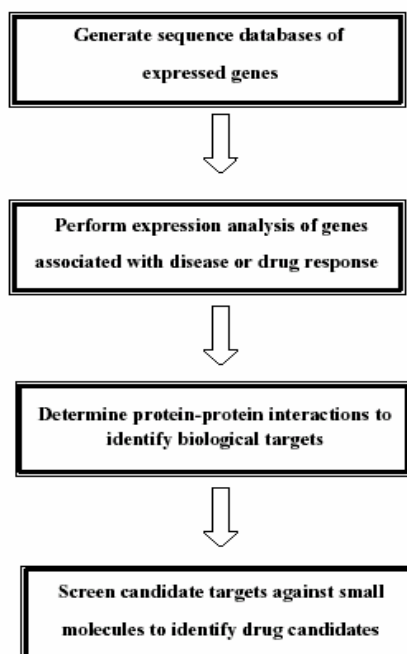 Generate sequence databases of
expressed genes
Perform expression analysis of genes
associated with disease or drug response
Determine protein-protein interactions to
identify biological targets
Screen candidate targets against small
molecules to identify drug candidates